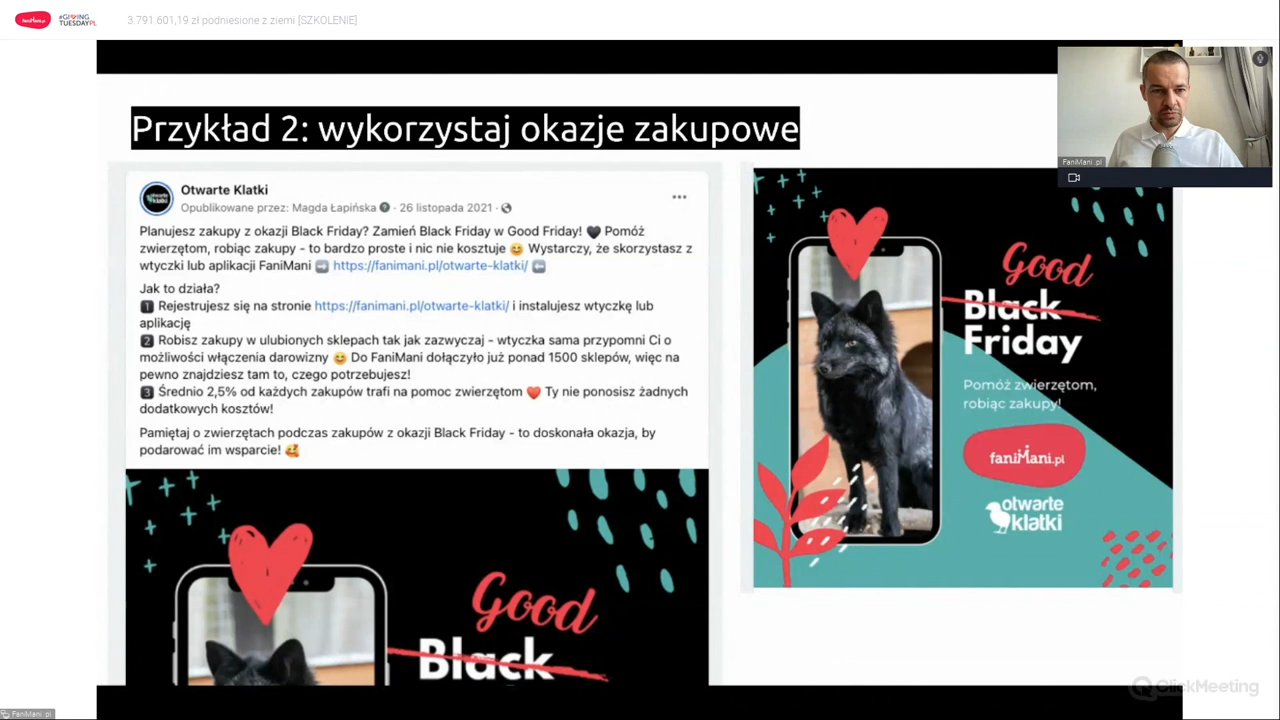 faniMani.pl
#GIVING
TUESDAYPL
3.791.601,19 zł podniesione z ziemi [SZKOLENIE]
Przykład 2: wykorzystaj okazje zakupowe
FaniMani pl
Otwarte Klatki
Opublikowane przez: Magda Łapińska · 26 listopada 2021 ·
Planujesz zakupy z okazji Black Friday? Zamień Black Friday w Good Friday! 🖤 Pomóż
zwierzętom, robiąc zakupy - to bardzo proste i nic nie kosztuje 😊 Wystarczy, że skorzystasz z
wtyczki lub aplikacji FaniMani ➡️ https://fanimani.pl/otwarte-klatki/ ⬅️
Jak to działa?
1️⃣ Rejestrujesz się na stronie https://fanimani.pl/otwarte-klatki/ i instalujesz wtyczkę lub
aplikację
2️⃣ Robisz zakupy w ulubionych sklepach tak jak zazwyczaj - wtyczka sama przypomni Ci o
możliwości włączenia darowizny 😊 Do FaniMani dołączyło już ponad 1500 sklepów, więc na
pewno znajdziesz tam to, czego potrzebujesz!
3️⃣ Średnio 2,5% od każdych zakupów trafi na pomoc zwierzętom ❤️ Ty nie ponosisz żadnych
dodatkowych kosztów!
Pamiętaj o zwierzętach podczas zakupów z okazji Black Friday - to doskonała okazja, by
podarować im wsparcie! 🥰
Good
Black
Good
Black
Friday
Pomóż zwierzętom,
robiąc zakupy!
faniMani.pl
otwarte
klatki
ClickMeeting
FaniMani pl